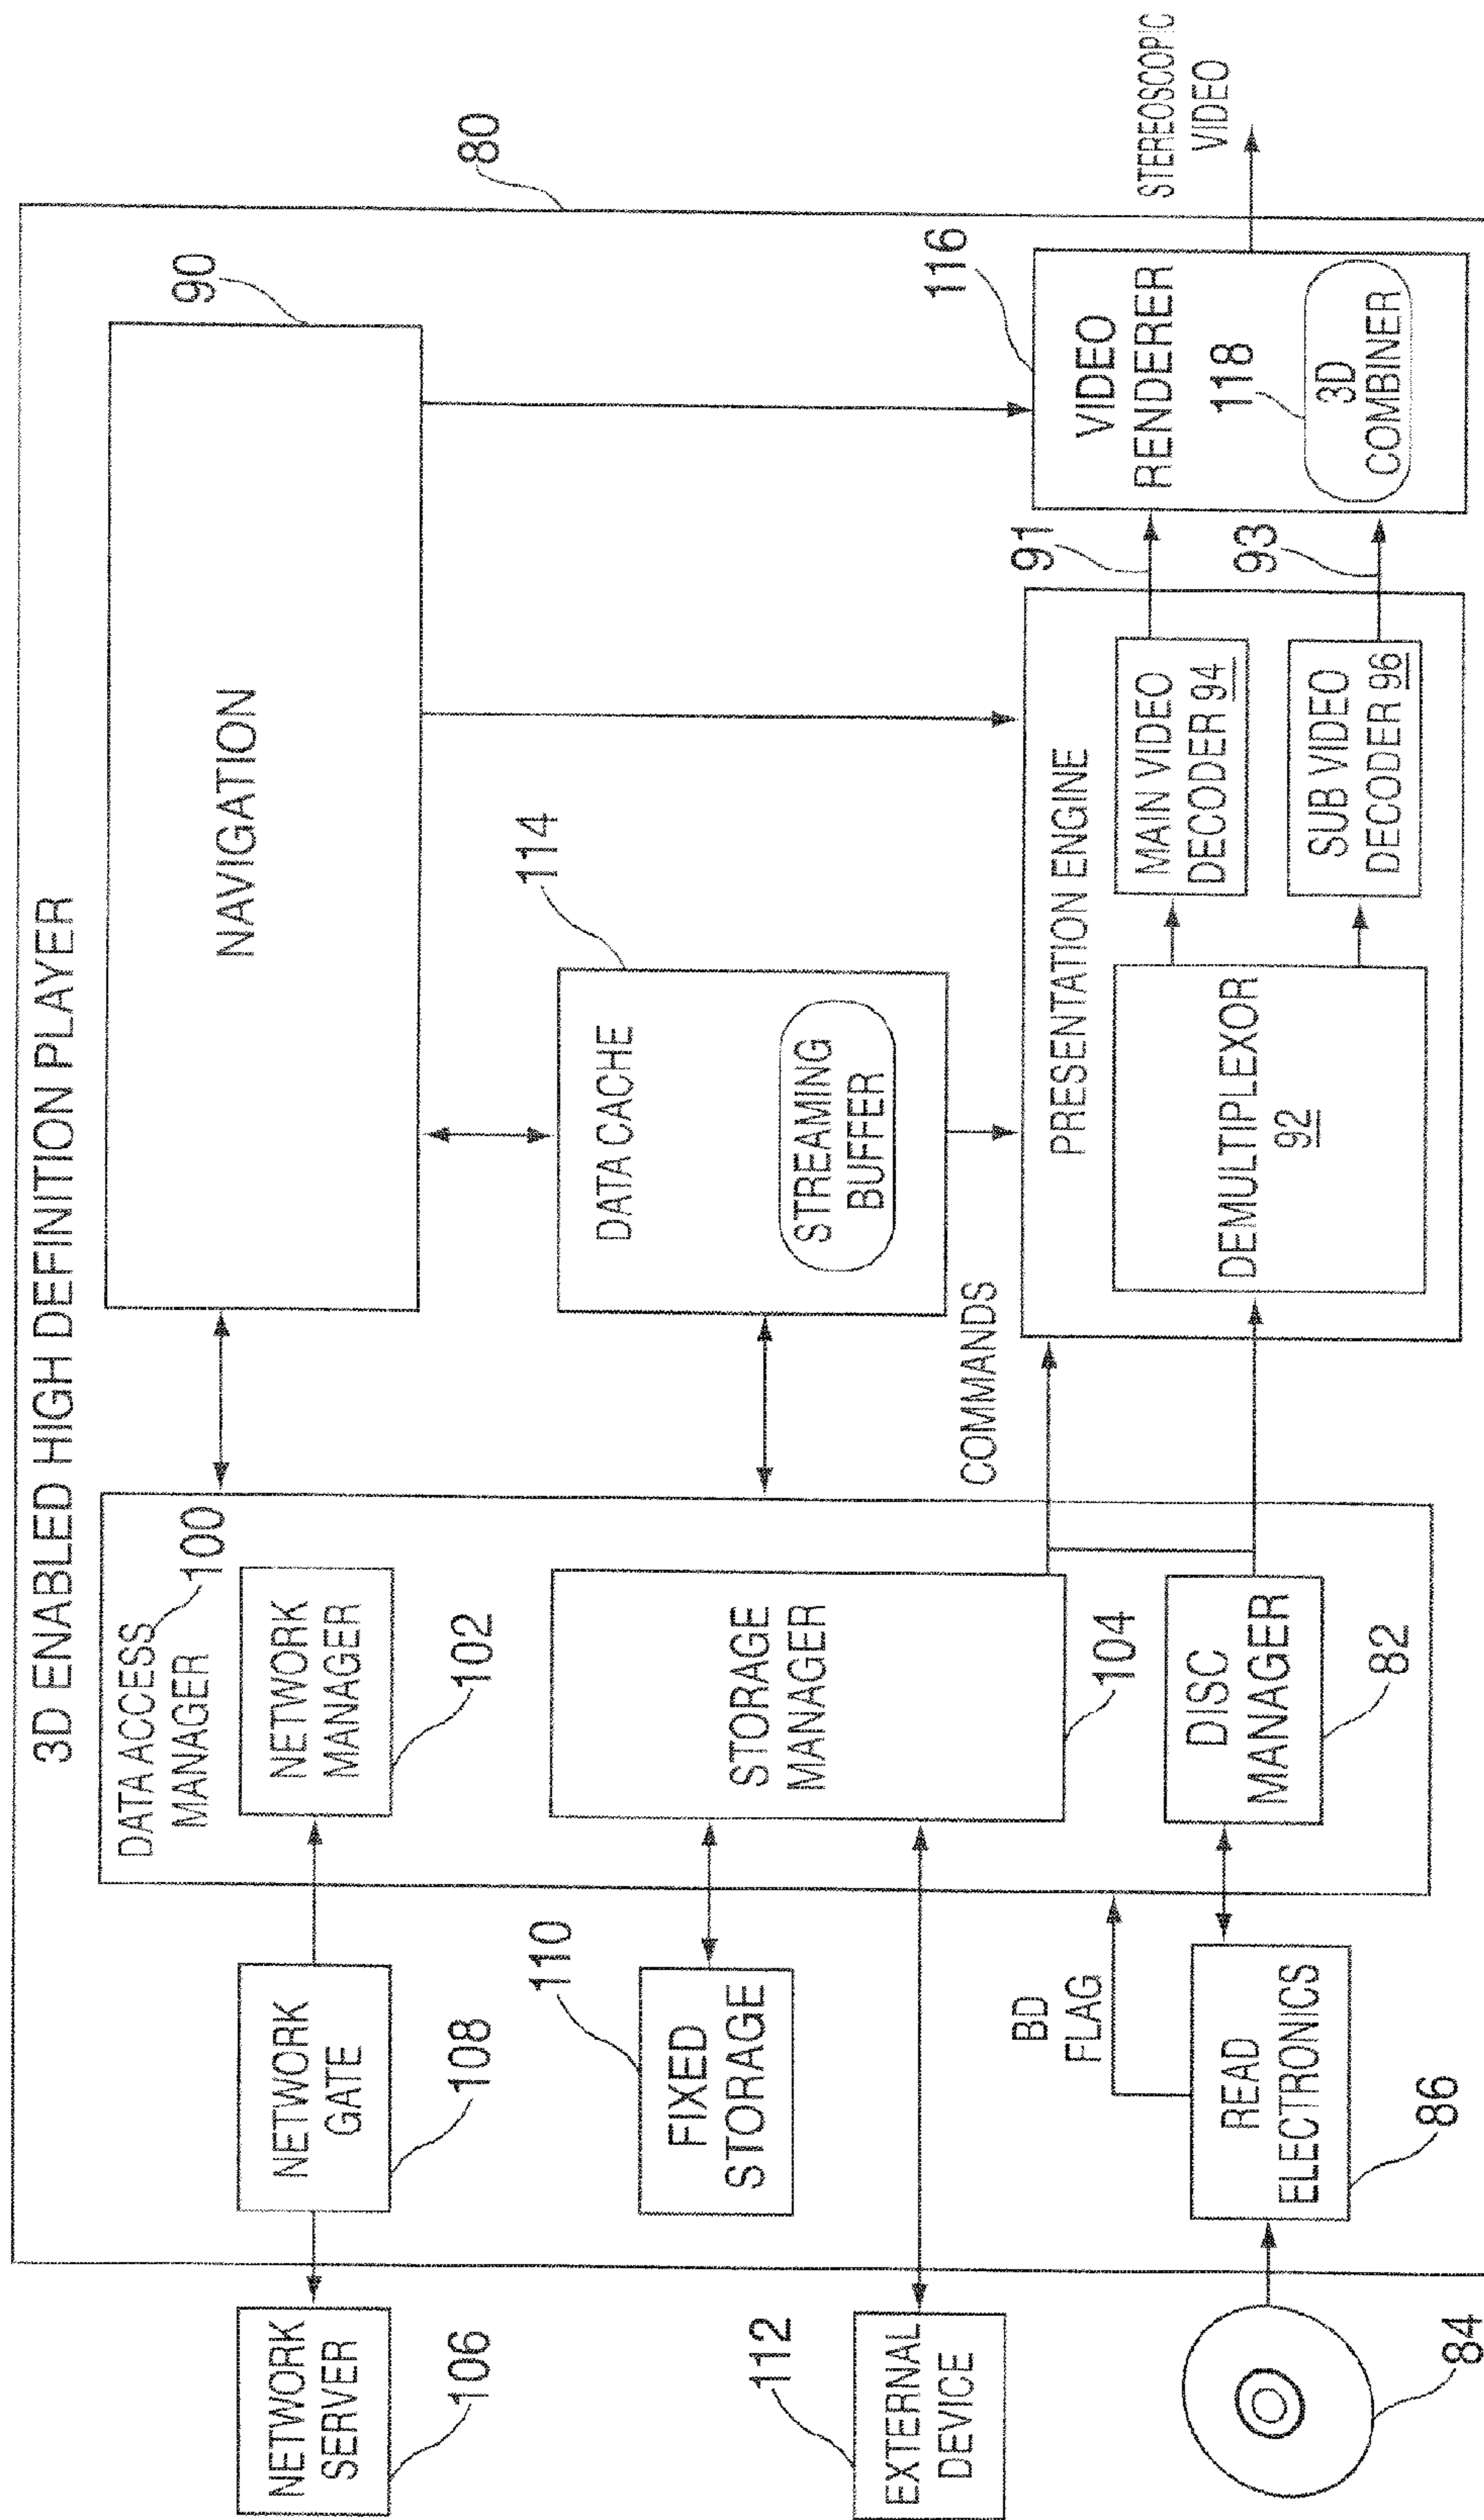 3D ENABLED HIGH DEFINITION PLAYER
80
NETWORK
SERVER
106
NETWORK
GATE
108
DATA ACCESS
MANAGER
100
NETWORK
MANAGER
102
NAVIGATION
90
EXTERNAL
DEVICE
112
FIXED
STORAGE
110
STORAGE
MANAGER
104
DATA CACHE
STREAMING
BUFFER
114
84
READ
ELECTRONICS
86
BD
FLAG
DISC
MANAGER
82
COMMANDS
PRESENTATION ENGINE
DEMULTIPLEXOR
92
MAIN VIDEO
DECODER 94
SUB VIDEO
DECODER 96
91
93
VIDEO
RENDERER
116
118
3D
COMBINER
STEREOSCOPIC
VIDEO